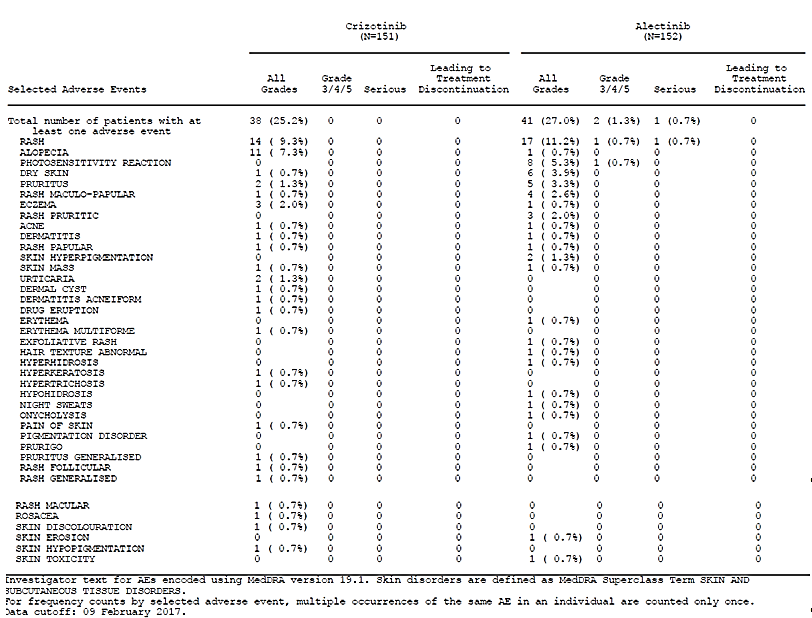 Crizotinib Alectinib
(N=151) (N=152)
Leading to Leading to
All Grade Treatment All Grade Treatment
Selected Adverse Events Grades 3/4/5 Serious Discontinuation Grades 3/4/5 Serious Discontinuation
Total number of patients with at 38 (25.2%) 0 0 0 41 (27.0%) 2 (1.3%) 1 (0.7%) 0
least one adverse event
RASH 14 ( 9.3%) 0 0 0 17 (11.2%) 1 (0.7%) 1 (0.7%) 0
ALOPECIA 11 ( 7.3%) 0 0 0 1 ( 0.7%) 0 0 0
PHOTOSENSITIVITY REACTION 0 0 0 0 8 ( 5.3%) 1 (0.7%) 0 0
DRY SKIN 1 ( 0.7%) 0 0 0 6 ( 3.9%) 0 0 0
PRURITUS 2 ( 1.3%) 0 0 0 5 ( 3.3%) 0 0 0
RASH MACULO-PAPULAR 1 ( 0.7%) 0 0 0 4 ( 2.6%) 0 0 0
ECZEMA 3 ( 2.0%) 0 0 0 1 ( 0.7%) 0 0 0
RASH PRURITIC 0 0 0 0 3 ( 2.0%) 0 0 0
ACNE 1 ( 0.7%) 0 0 0 1 ( 0.7%) 0 0 0
DERMATITIS 1 ( 0.7%) 0 0 0 1 ( 0.7%) 0 0 0
RASH PAPULAR 1 ( 0.7%) 0 0 0 1 ( 0.7%) 0 0 0
SKIN HYPERPIGMENTATION 0 0 0 0 2 ( 1.3%) 0 0 0
SKIN MASS 1 ( 0.7%) 0 0 0 1 ( 0.7%) 0 0 0
URTICARIA 2 ( 1.3%) 0 0 0 0 0 0 0
DERMAL CYST 1 ( 0.7%) 0 0 0 0 0 0 0
DERMATITIS ACNEIFORM 1 ( 0.7%) 0 0 0 0 0 0 0
DRUG ERUPTION 1 ( 0.7%) 0 0 0 0 0 0 0
ERYTHEMA 0 0 0 0 1 ( 0.7%) 0 0 0
ERYTHEMA MULTIFORME 1 ( 0.7%) 0 0 0 0 0 0 0
EXFOLIATIVE RASH 0 0 0 0 1 ( 0.7%) 0 0 0
HAIR TEXTURE ABNORMAL 0 0 0 0 1 ( 0.7%) 0 0 0
HYPERHIDROSIS 0 0 0 0 1 ( 0.7%) 0 0 0
HYPERKERATOSIS 1 ( 0.7%) 0 0 0 0 0 0 0
HYPERTRICHOSIS 1 ( 0.7%) 0 0 0 0 0 0 0
HYPOHIDROSIS 0 0 0 0 1 ( 0.7%) 0 0 0
NIGHT SWEATS 0 0 0 0 1 ( 0.7%) 0 0 0
ONYCHOLYSIS 0 0 0 0 1 ( 0.7%) 0 0 0
PAIN OF SKIN 1 ( 0.7%) 0 0 0 0 0 0 0
PIGMENTATION DISORDER 0 0 0 0 1 ( 0.7%) 0 0 0
PRURIGO 0 0 0 0 1 ( 0.7%) 0 0 0
PRURITUS GENERALISED 1 ( 0.7%) 0 0 0 0 0 0 0
RASH FOLLICULAR 1 ( 0.7%) 0 0 0 0 0 0 0
RASH GENERALISED 1 ( 0.7%) 0 0 0 0 0 0 0
RASH MACULAR 1 ( 0.7%) 0 0 0 0 0 0 0
ROSACEA 1 ( 0.7%) 0 0 0 0 0 0 0
SKIN DISCOLOURATION 1 ( 0.7%) 0 0 0 0 0 0 0
SKIN EROSION 0 0 0 0 1 ( 0.7%) 0 0 0
SKIN HYPOPIGMENTATION 1 ( 0.7%) 0 0 0 0 0 0 0
SKIN TOXICITY 0 0 0 0 1 ( 0.7%) 0 0 0
Investigator text for AEs encoded using MedDRA version 19.1. Skin disorders are defined as MedDRA Superclass Term SKIN AND
SUBCUTANEOUS TISSUE DISORDERS.
For frequency counts by selected adverse event, multiple occurrences of the same AE in an individual are counted only once.
Data cutoff: 09 February 2017.